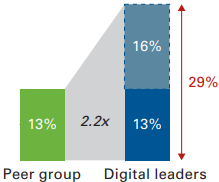 16%
29%
13% 2.2x 13%
Peer group Digital leaders